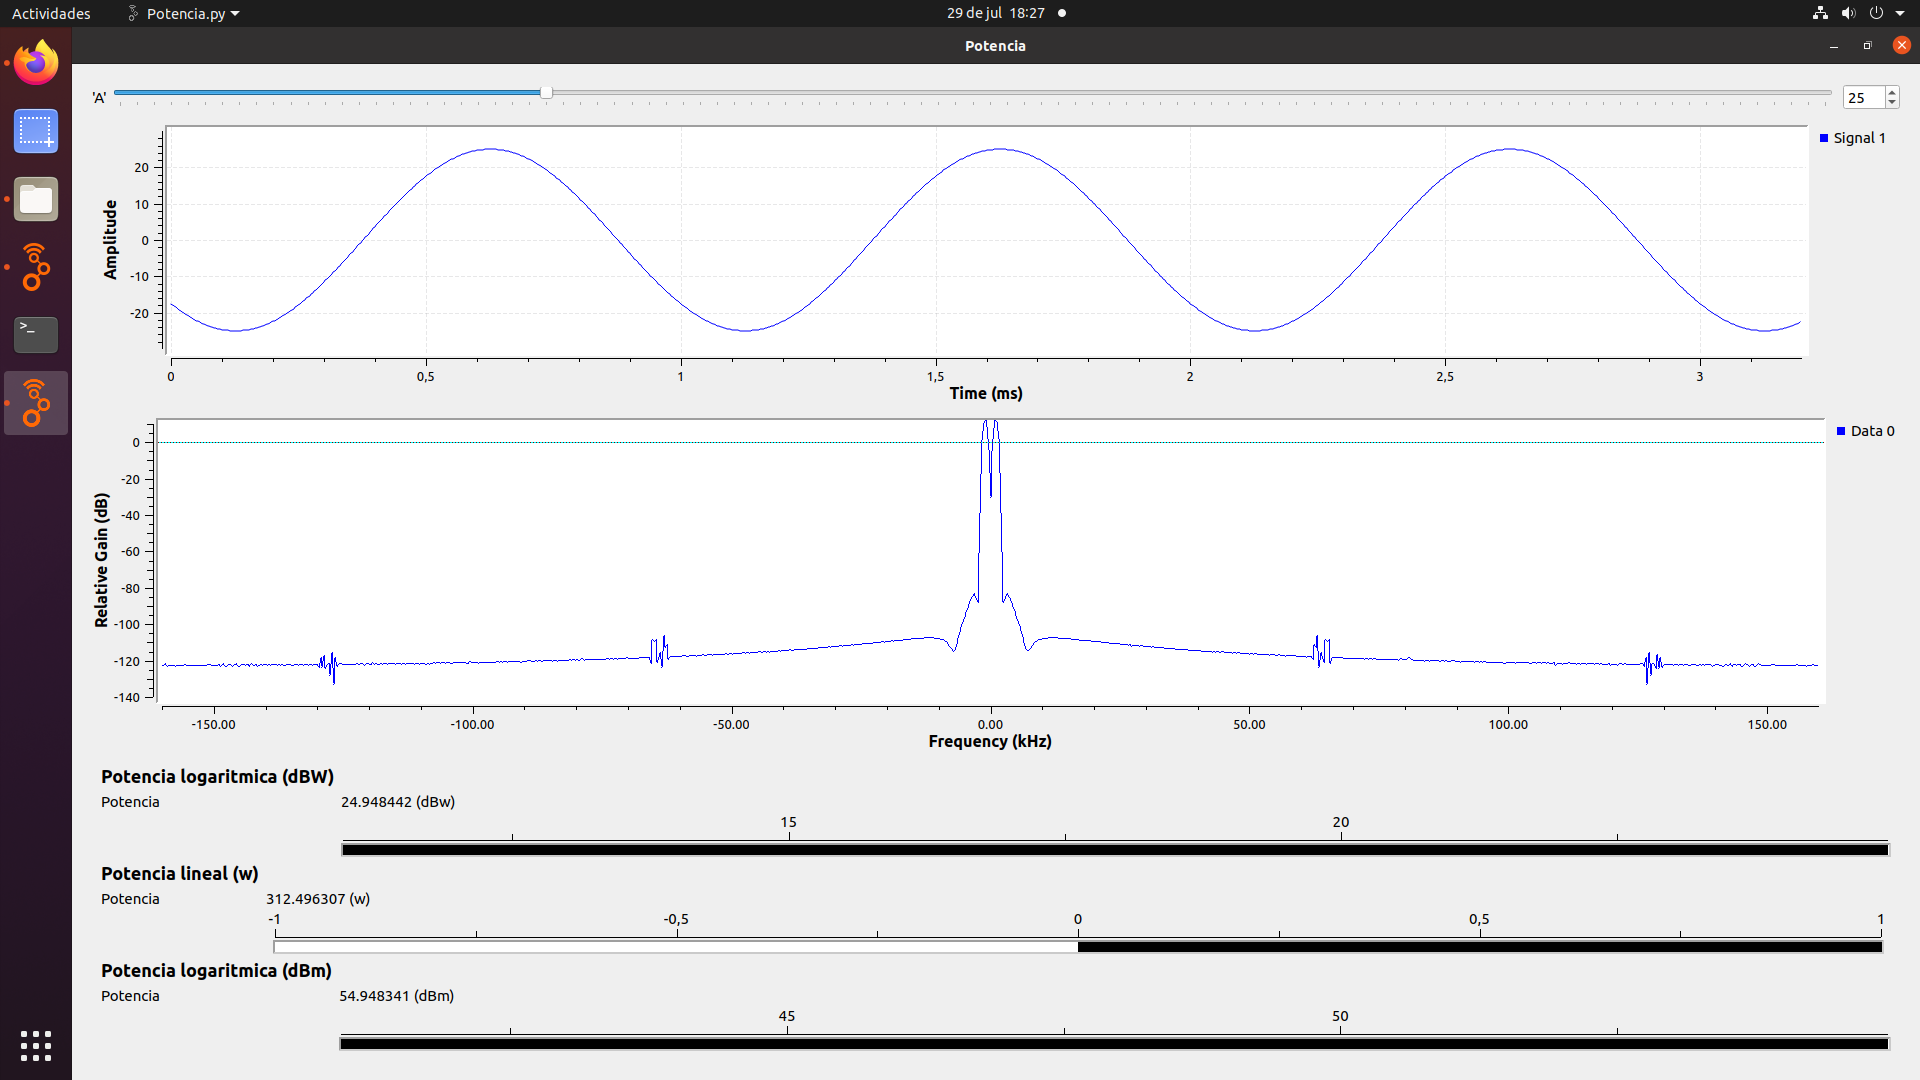 Actividades Potencia.py 29 de jul 18:27
Potencia
'A' 25
Signal 1
Amplitude
20
10
0
-10
-20
0 0,5 1 1,5 2 2,5 3
Time (ms)
Data 0
Relative Gain (dB)
0
-20
-40
-60
-80
-100
-120
-140
-150.00 -100.00 -50.00 0.00 50.00 100.00 150.00
Frequency (kHz)
Potencia logaritmica (dBW)
Potencia 24.948442 (dBw)
15 20
Potencia lineal (w)
Potencia 312.496307 (w)
-1 -0,5 0 0,5 1
Potencia logaritmica (dBm)
Potencia 54.948341 (dBm)
45 50